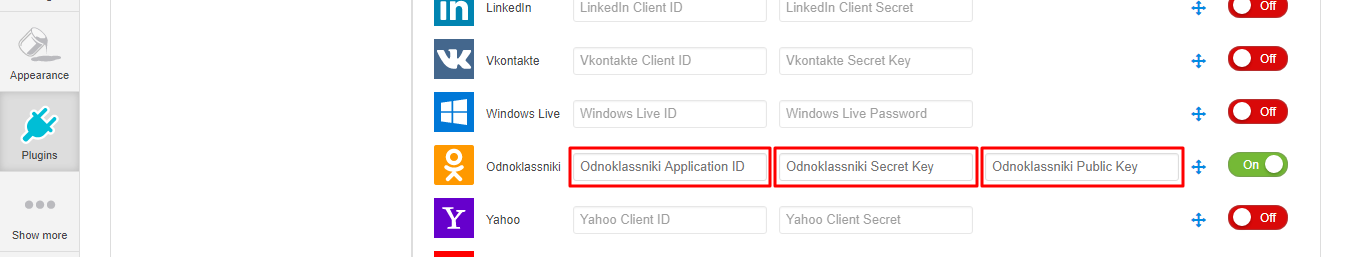 LinkedIn LinkedIn Client ID LinkedIn Client Secret Off
Appearance
Vkontakte Vkontakte Client ID Vkontakte Secret Key Off
Windows Live Windows Live ID Windows Live Password Off
Plugins
Odnoklassniki Odnoklassniki Application ID Odnoklassniki Secret Key Odnoklassniki Public Key On
Yahoo Yahoo Client ID Yahoo Client Secret Off
Show more